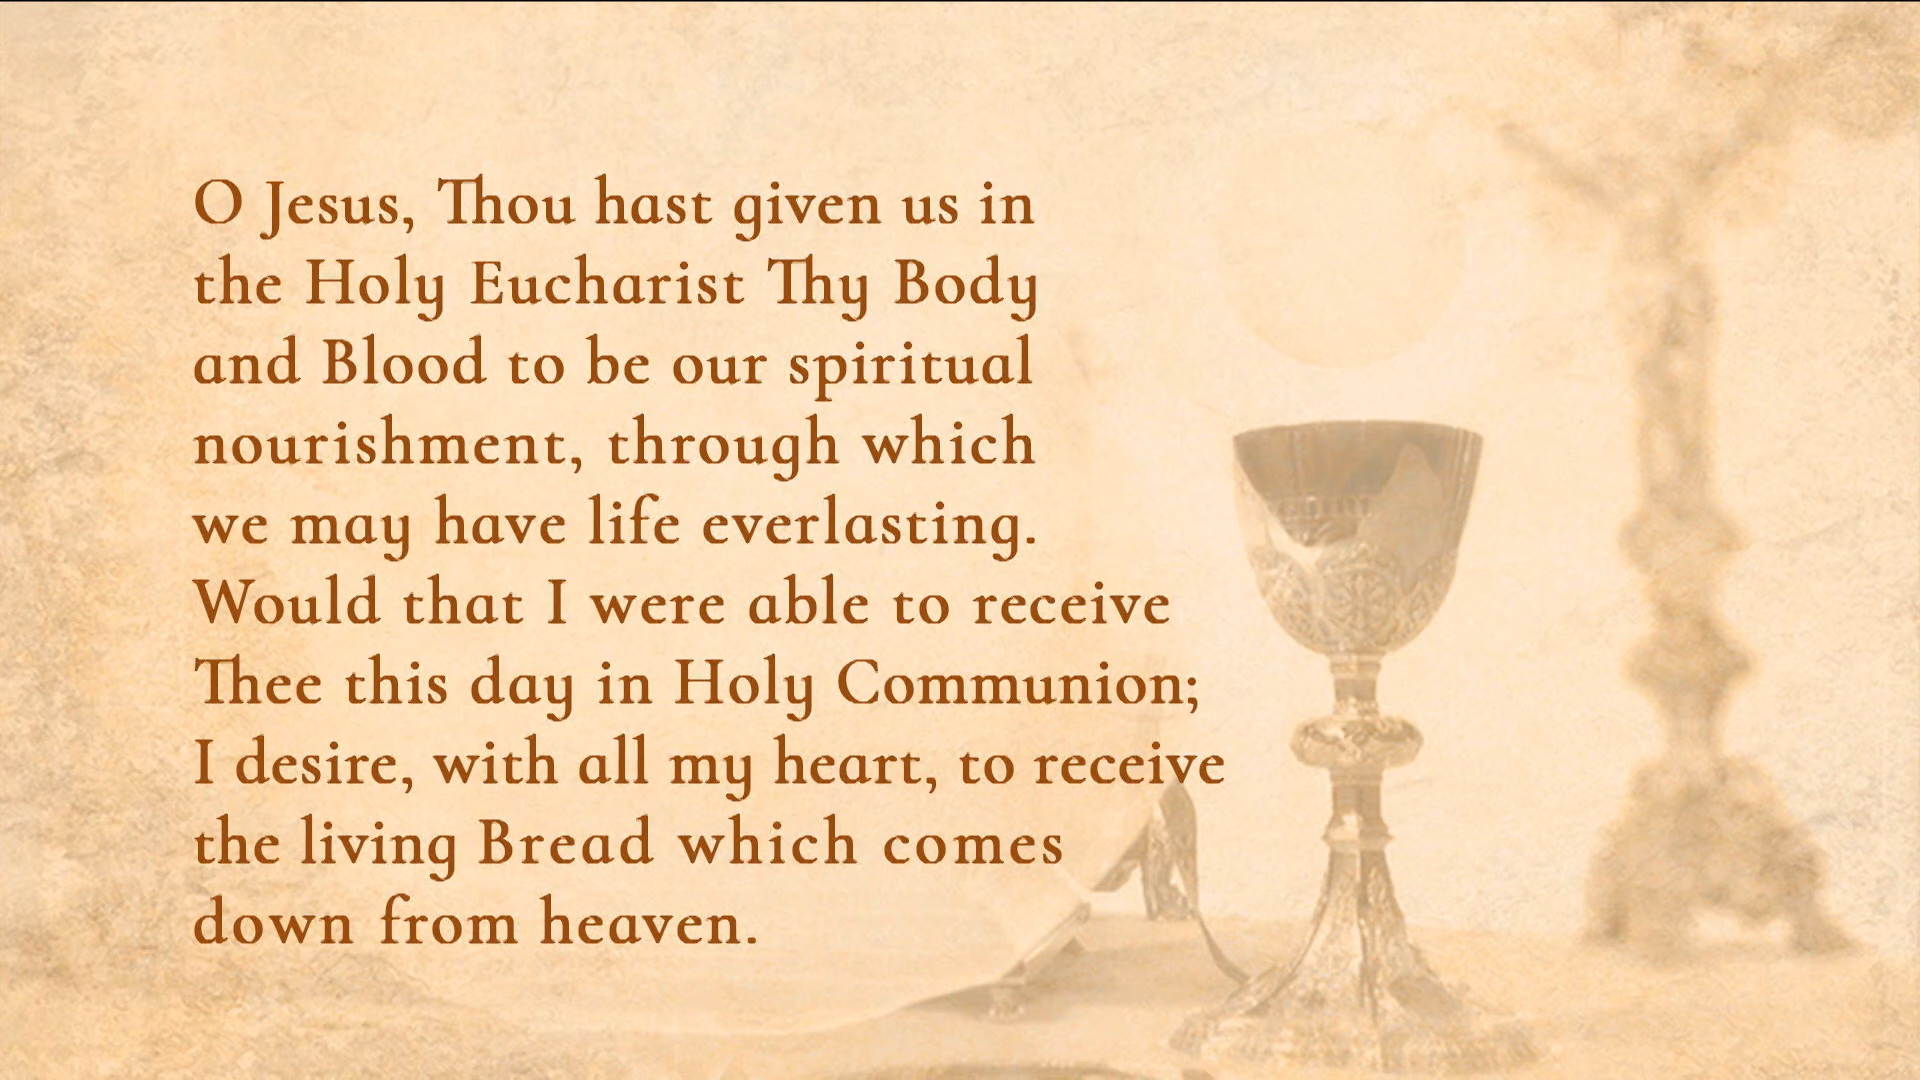 O Jesus, Thou hast given us in
the Holy Eucharist Thy Body
and Blood to be our spiritual
nourishment, through which
we may have life everlasting.
Would that I were able to receive
Thee this day in Holy Communion;
I desire, with all my heart, to receive
the living Bread which comes
down from heaven.